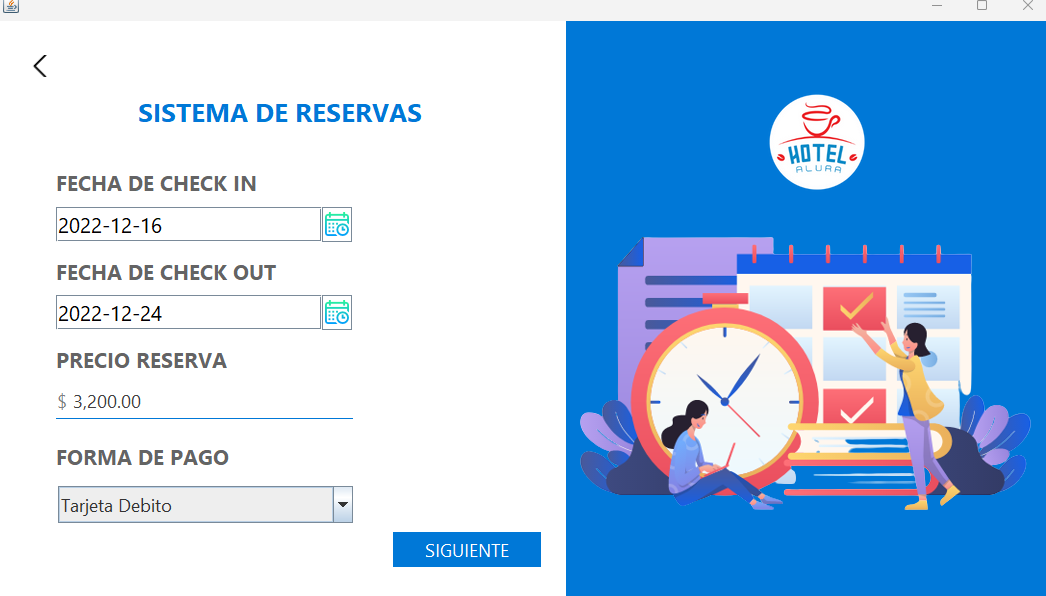 SISTEMA DE RESERVAS
FECHA DE CHECK IN
2022-12-16
FECHA DE CHECK OUT
2022-12-24
PRECIO RESERVA
$ 3,200.00
FORMA DE PAGO
Tarjeta Debito
SIGUIENTE
HOTEL
ALURA